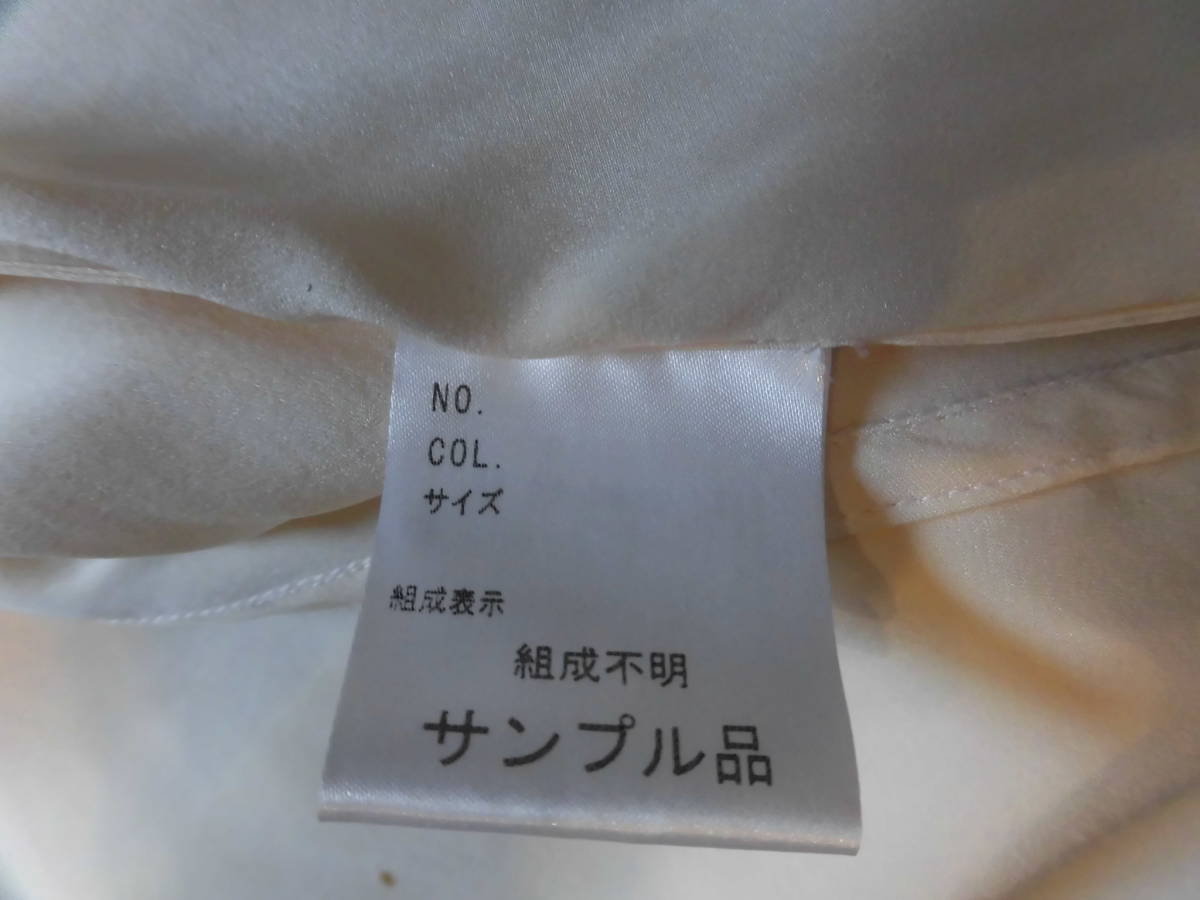 NO.
COL.
サイズ
組成表示
組成不明
サンプル品